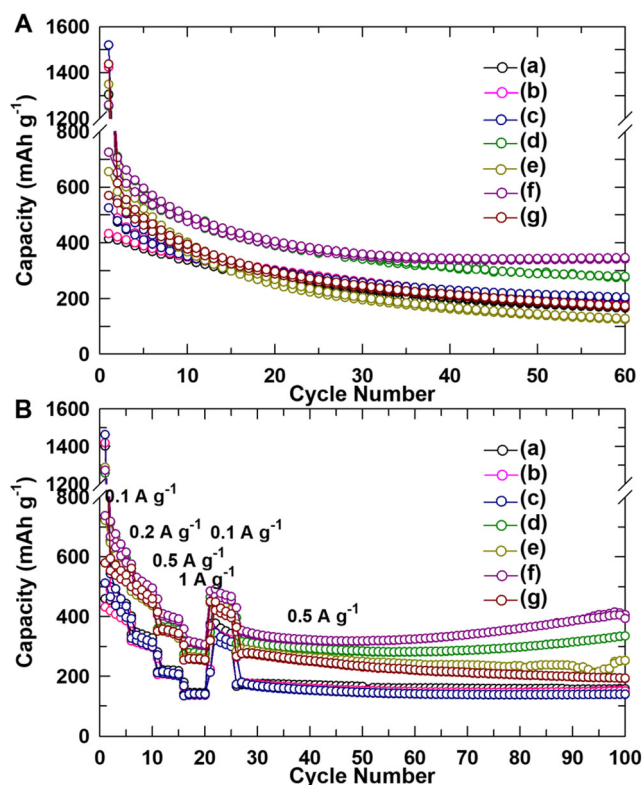 A
1600
1400
1200
800
600
400
200
0
Capacity (mAh g-1)
(a)
(b)
(c)
(d)
(e)
(f)
(g)
0 10 20 30 40 50 60
Cycle Number
B
1600
1400
1200
800
600
400
200
0
Capacity (mAh g-1)
0.1 A g-1
0.2 A g-1
0.5 A g-1
1 A g-1
0.1 A g-1
0.5 A g-1
(a)
(b)
(c)
(d)
(e)
(f)
(g)
0 10 20 30 40 50 60 70 80 90 100
Cycle Number